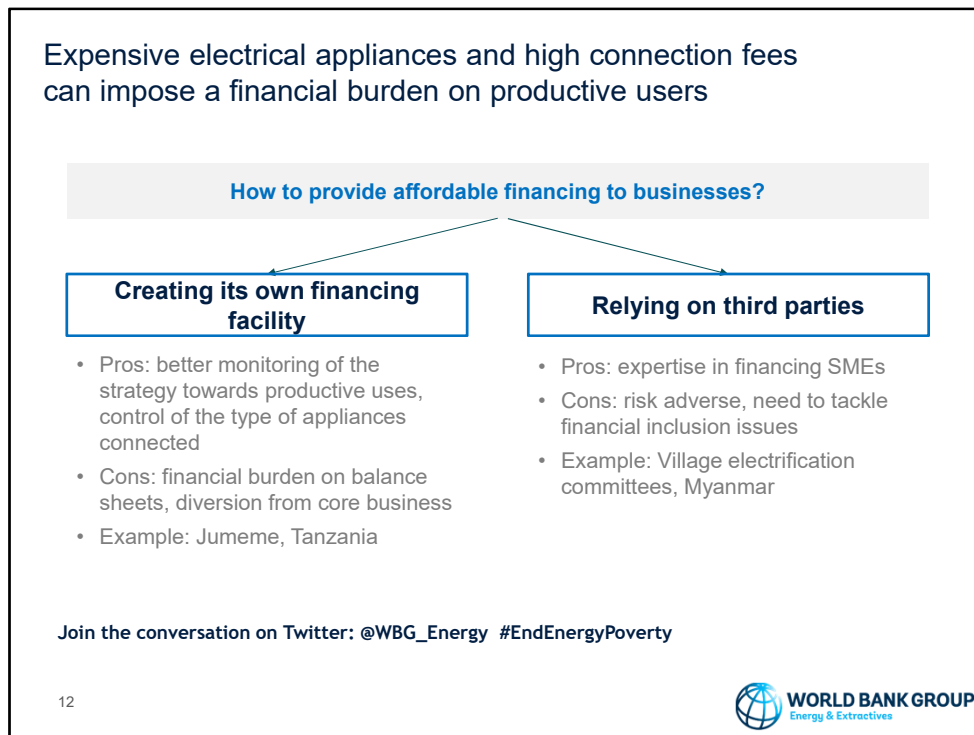 Expensive electrical appliances and high connection fees
can impose a financial burden on productive users
How to provide affordable financing to businesses?
Creating its own financing
facility
• Pros: better monitoring of the
strategy towards productive uses,
control of the type of appliances
connected
• Cons: financial burden on balance
sheets, diversion from core business
• Example: Jumeme, Tanzania
Relying on third parties
• Pros: expertise in financing SMEs
• Cons: risk adverse, need to tackle
financial inclusion issues
• Example: Village electrification
committees, Myanmar
Join the conversation on Twitter: @WBG_Energy #EndEnergyPoverty
12
WORLD BANK GROUP
Energy & Extractives